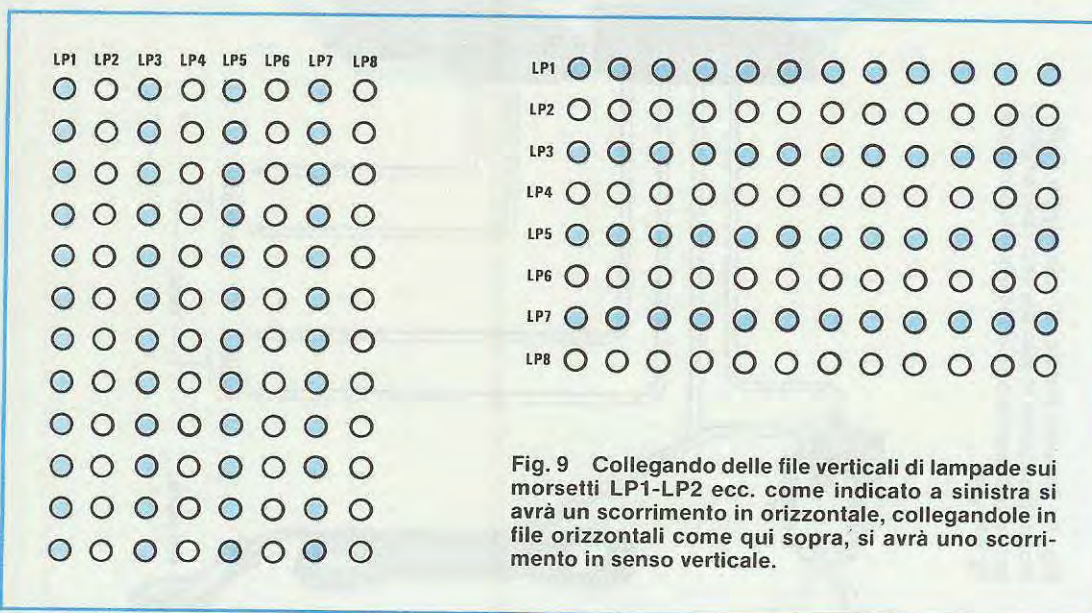 LP1 LP2 LP3 LP4 LP5 LP6 LP7 LP8
LP1
LP2
LP3
LP4
LP5
LP6
LP7
LP8
Fig. 9 Collegando delle file verticali di lampade sui
morsetti LP1-LP2 ecc. come indicato a sinistra si
avrà un scorrimento in orizzontale, collegandole in
file orizzontali come qui sopra, si avrà uno scorri-
mento in senso verticale.